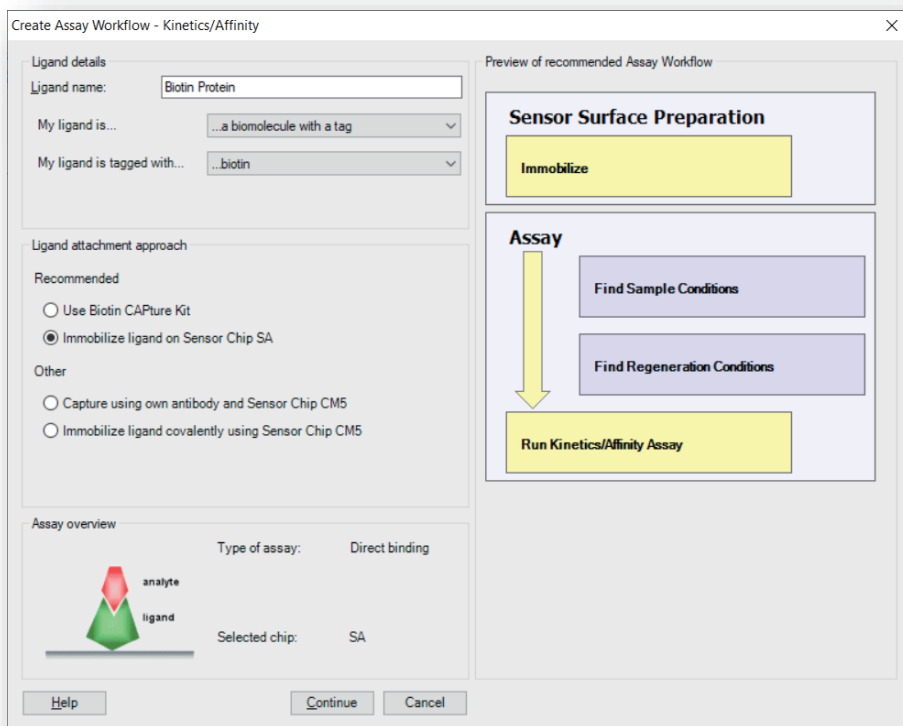 Create Assay Workflow - Kinetics/Affinity
Ligand details
Ligand name: Biotin Protein
My ligand is... ...a biomolecule with a tag
My ligand is tagged with... ...biotin
Ligand attachment approach
Recommended
Use Biotin CAPture Kit
Immobilize ligand on Sensor Chip SA
Other
Capture using own antibody and Sensor Chip CM5
Immobilize ligand covalently using Sensor Chip CM5
Assay overview
Type of assay: Direct binding
analyte
ligand
Selected chip: SA
Help Continue Cancel
Preview of recommended Assay Workflow
Sensor Surface Preparation
Immobilize
Assay
Find Sample Conditions
Find Regeneration Conditions
Run Kinetics/Affinity Assay